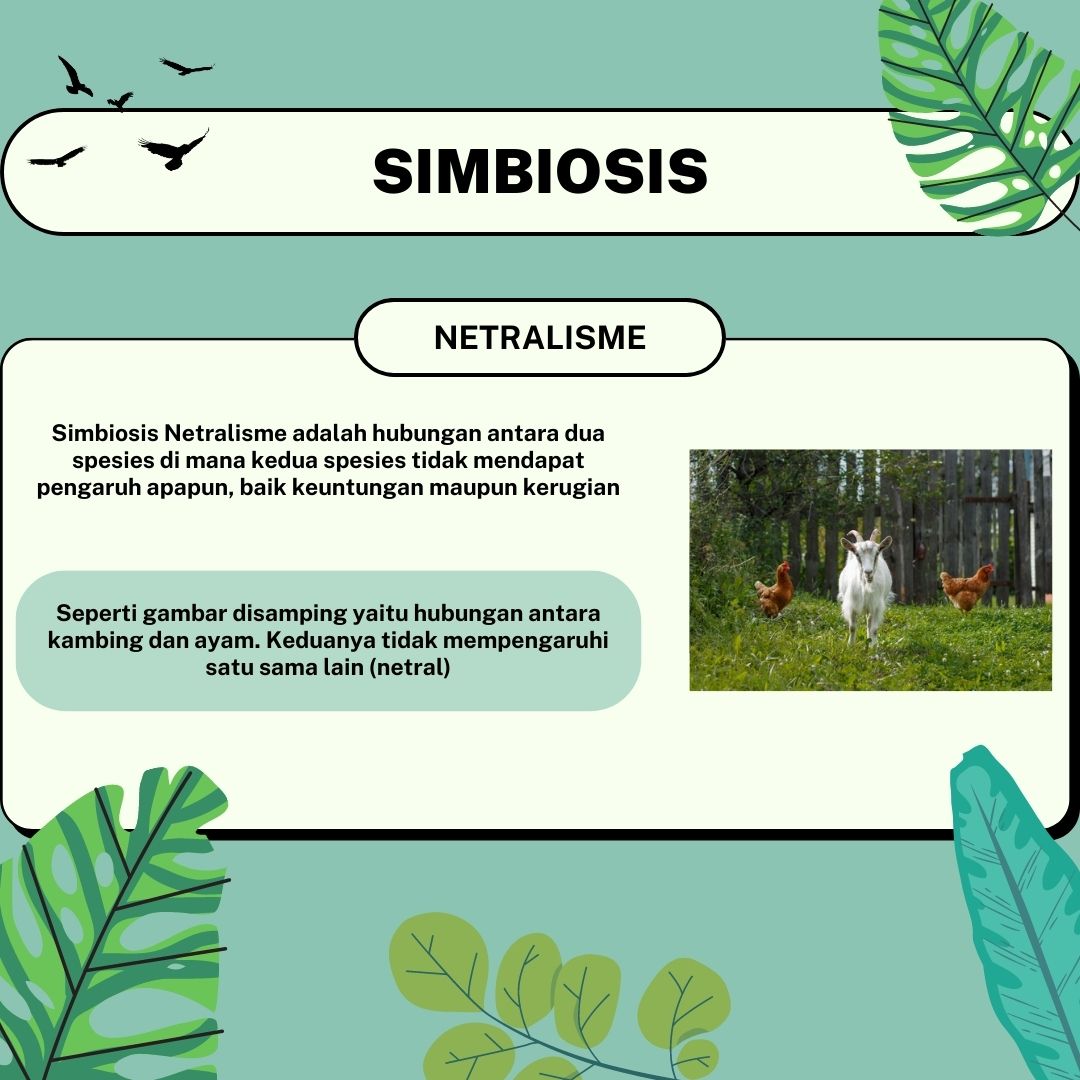 SIMBIOSIS
NETRALISME
Simbiosis Netralisme adalah hubungan antara dua
spesies di mana kedua spesies tidak mendapat
pengaruh apapun, baik keuntungan maupun kerugian
Seperti gambar disamping yaitu hubungan antara
kambing dan ayam. Keduanya tidak mempengaruhi
satu sama lain (netral)